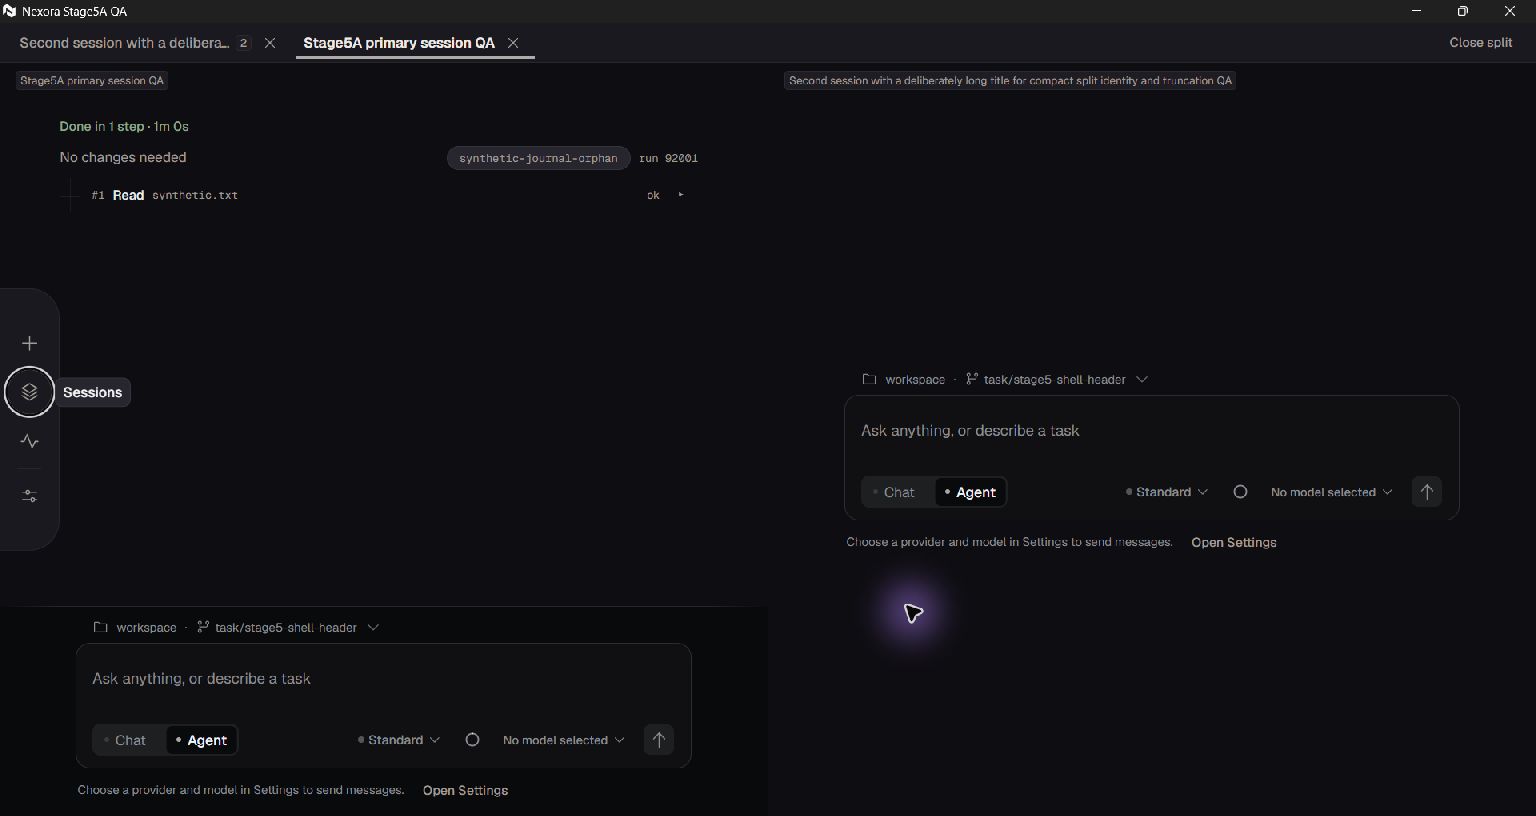 Nexora Stage5A QA
Second session with a delibera... 2
Stage5A primary session QA
Close split
Stage5A primary session QA
Second session with a deliberately long title for compact split identity and truncation QA
Done in 1 step · 1m 0s
No changes needed
synthetic-journal-orphan run 92001
#1 Read synthetic.txt ok
Sessions
workspace · task/stage5-shell-header
Ask anything, or describe a task
Chat Agent Standard No model selected
Choose a provider and model in Settings to send messages. Open Settings
workspace · task/stage5-shell-header
Ask anything, or describe a task
Chat Agent Standard No model selected
Choose a provider and model in Settings to send messages. Open Settings